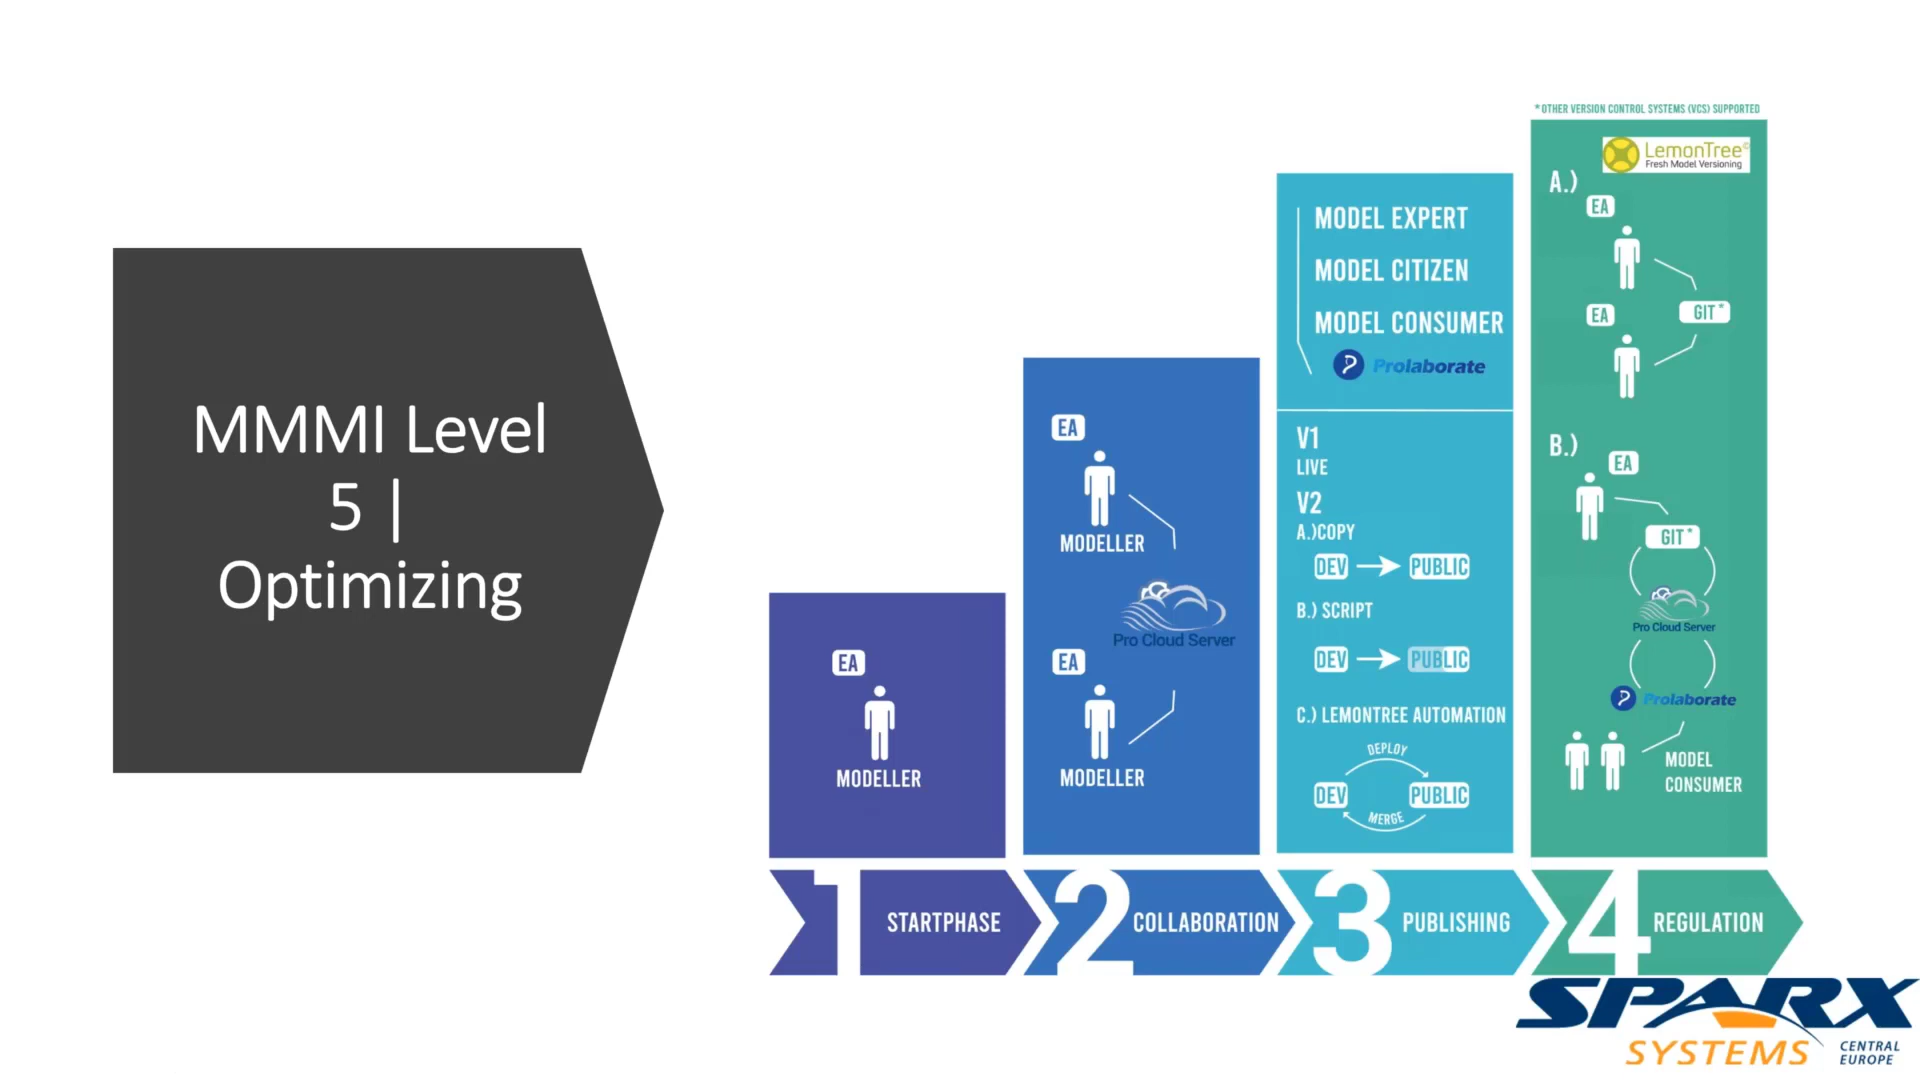 MMMI Level
5 |
Optimizing
EA
MODELLER
EA
MODELLER
Pro Cloud Server
EA
MODELLER
MODEL EXPERT
MODEL CITIZEN
MODEL CONSUMER
Prolaborate
V1
LIVE
V2
A.)COPY
DEV PUBLIC
B.) SCRIPT
DEV PUBLIC
C.) LEMONTREE AUTOMATION
DEPLOY
DEV PUBLIC
MERGE
* OTHER VERSION CONTROL SYSTEMS (VCS) SUPPORTED
LemonTree©
Fresh Model Versioning
A.)
EA
GIT *
EA
B.)
EA
GIT *
Pro Cloud Server
Prolaborate
MODEL
CONSUMER
1 STARTPHASE
2 COLLABORATION
3 PUBLISHING
4 REGULATION
SPARX
SYSTEMS
CENTRAL
EUROPE